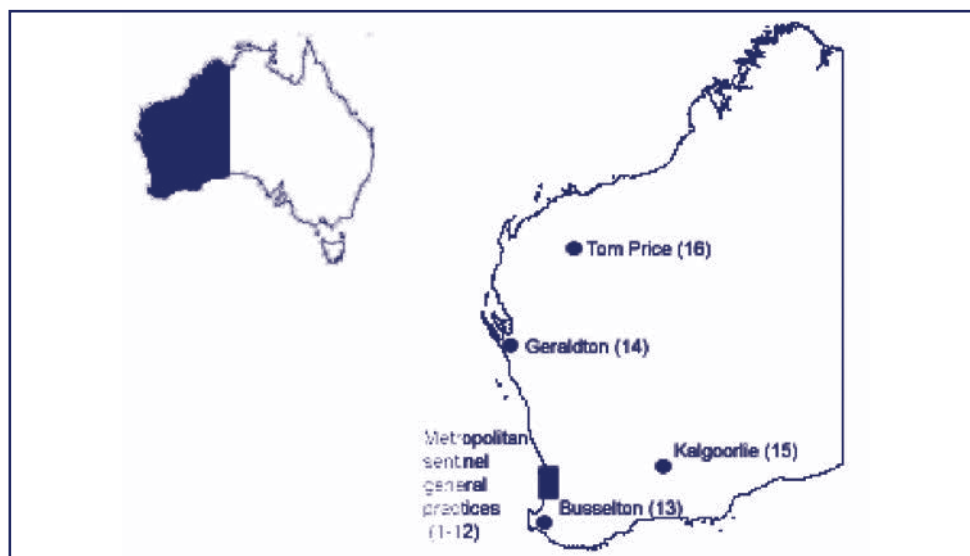 Tom Price (16)
Geraldton (14)
Metropolitan
sentinel
general
practices
(1-12)
Kalgoorlie (15)
Busselton (13)